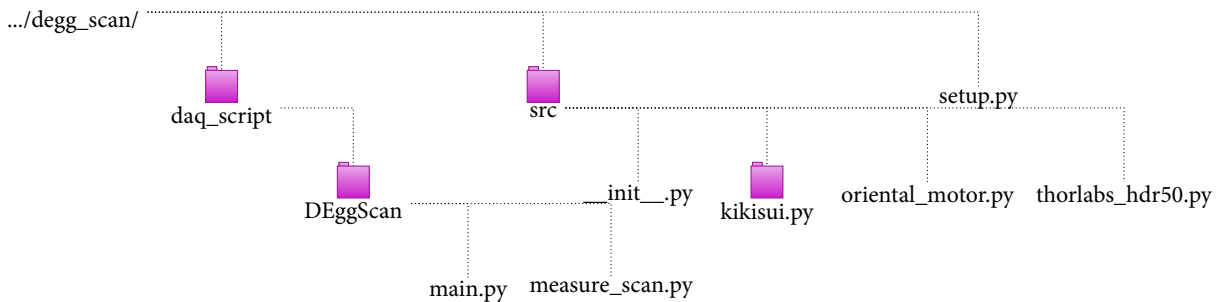 .../degg_scan/
daq_script
src
setup.py
DEggScan
__init__.py
kikisui.py
oriental_motor.py
thorlabs_hdr50.py
main.py
measure_scan.py